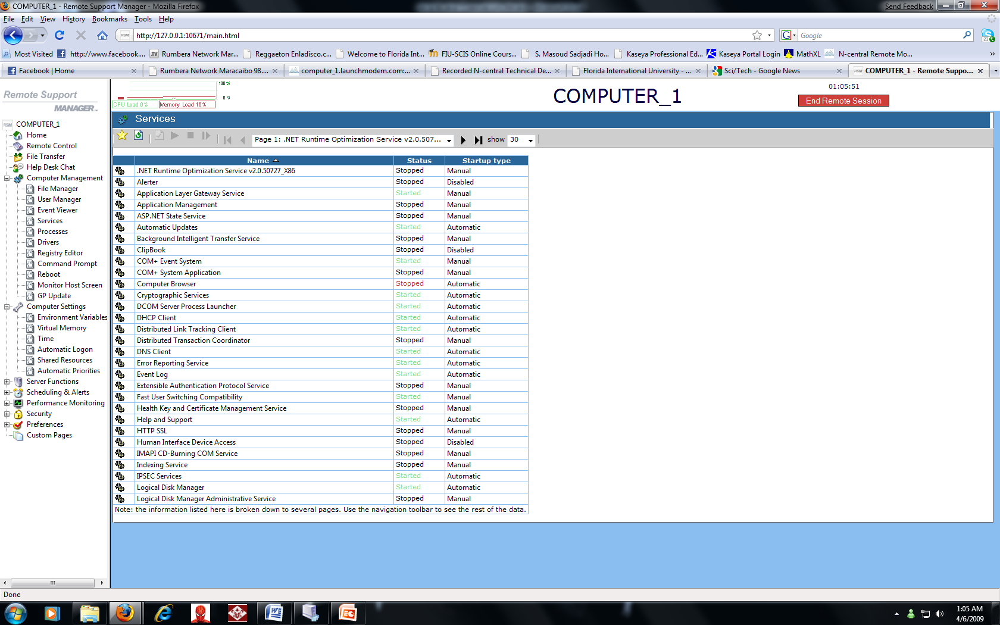 COMPUTER_1 - Remote Support Manager - Mozilla Firefox
Send Feedback
File Edit View History Bookmarks Tools Help
http://127.0.0.1:10671/main.html
Google
Most Visited http://www.facebook.... Rumbera Network Mar... Reggaeton Enladisco.c... Welcome to Florida Int... FIU-SCIS Online Cours... S. Masoud Sadjadi Ho... Kaseya Professional Ed... Kaseya Portal Login MathXL N-central Remote Mo... »
Facebook | Home Rumbera Network Maracaibo 98.... computer_1.launchmodem.com:... Recorded N-central Technical De... Florida International University - ... Sci/Tech - Google News COMPUTER_1 - Remote Suppo...
Remote Support
MANAGER
100 %
0 %
CPU Load 0 % Memory Load 16 %
COMPUTER_1
01:05:51
End Remote Session
COMPUTER_1
Home
Remote Control
File Transfer
Help Desk Chat
Computer Management
File Manager
User Manager
Event Viewer
Services
Processes
Drivers
Registry Editor
Command Prompt
Reboot
Monitor Host Screen
GP Update
Computer Settings
Environment Variables
Virtual Memory
Time
Automatic Logon
Shared Resources
Automatic Priorities
Server Functions
Scheduling & Alerts
Performance Monitoring
Security
Preferences
Custom Pages
Services
Page 1: .NET Runtime Optimization Service v2.0.507... show 30
Name Status Startup type
.NET Runtime Optimization Service v2.0.50727_X86 Stopped Manual
Alerter Stopped Disabled
Application Layer Gateway Service Started Manual
Application Management Stopped Manual
ASP.NET State Service Stopped Manual
Automatic Updates Started Automatic
Background Intelligent Transfer Service Stopped Manual
ClipBook Stopped Disabled
COM+ Event System Started Manual
COM+ System Application Stopped Manual
Computer Browser Stopped Automatic
Cryptographic Services Started Automatic
DCOM Server Process Launcher Started Automatic
DHCP Client Started Automatic
Distributed Link Tracking Client Started Automatic
Distributed Transaction Coordinator Stopped Manual
DNS Client Started Automatic
Error Reporting Service Started Automatic
Event Log Started Automatic
Extensible Authentication Protocol Service Stopped Manual
Fast User Switching Compatibility Started Manual
Health Key and Certificate Management Service Stopped Manual
Help and Support Started Automatic
HTTP SSL Stopped Manual
Human Interface Device Access Stopped Disabled
IMAPI CD-Burning COM Service Stopped Manual
Indexing Service Stopped Manual
IPSEC Services Started Automatic
Logical Disk Manager Started Automatic
Logical Disk Manager Administrative Service Stopped Manual
Note: the information listed here is broken down to several pages. Use the navigation toolbar to see the rest of the data.
Done
1:05 AM
4/6/2009